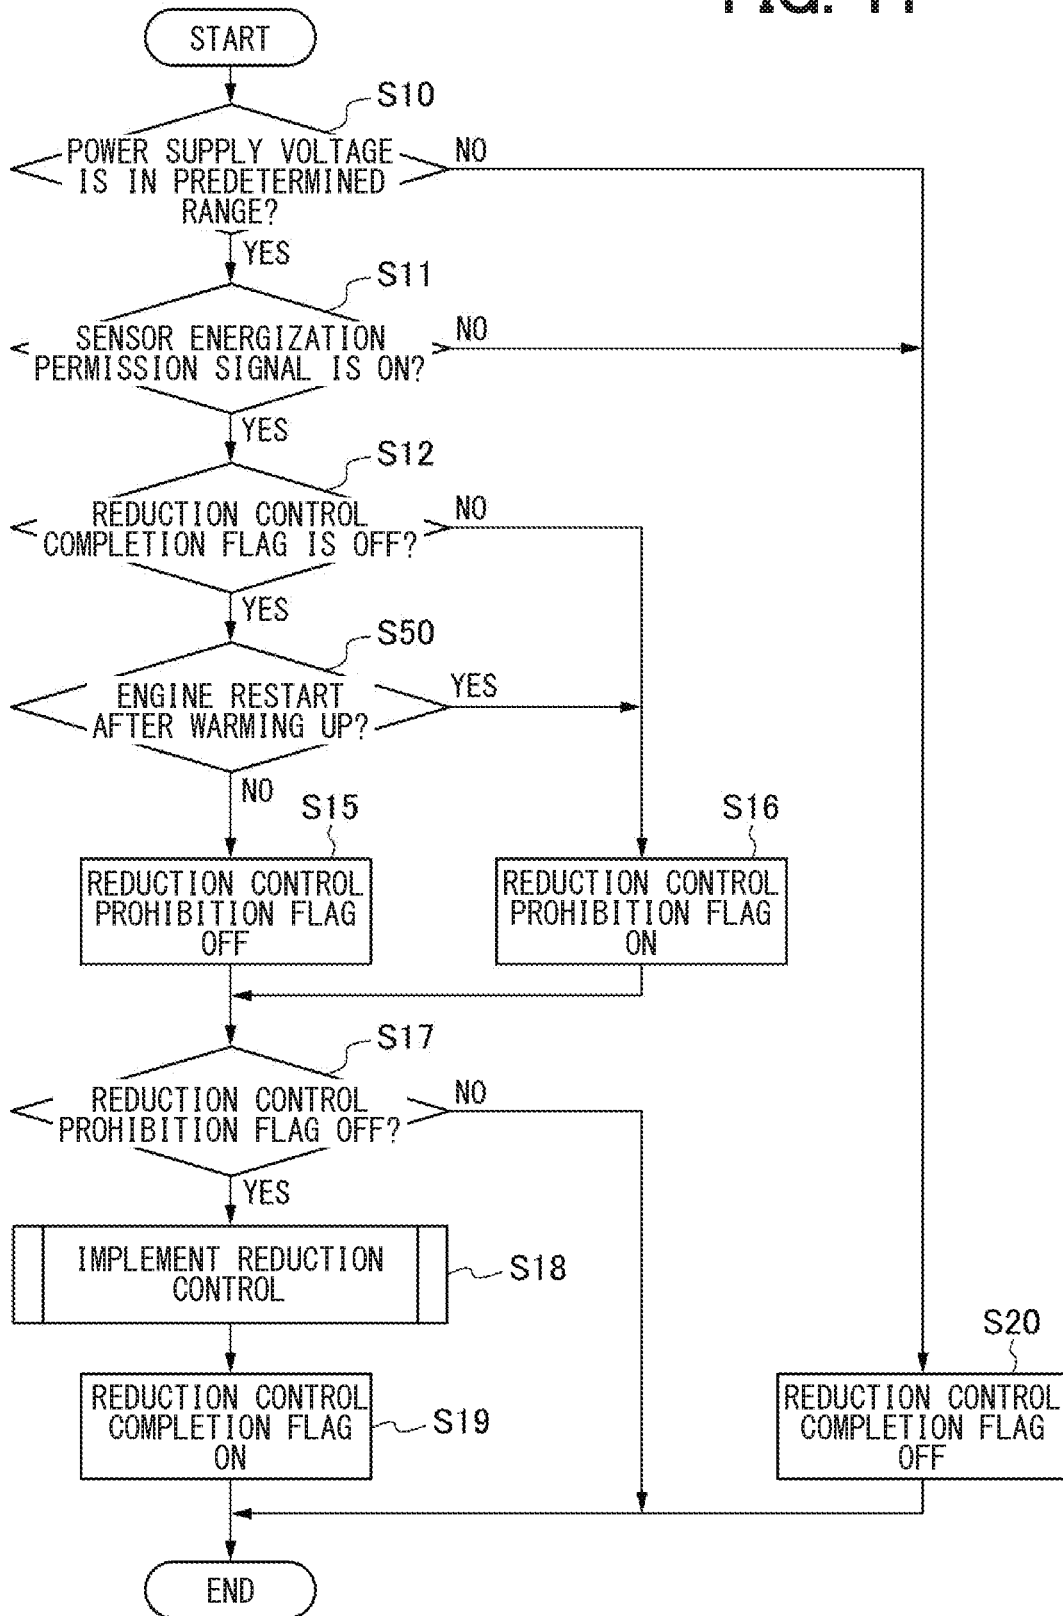 START
S10
POWER SUPPLY VOLTAGE
IS IN PREDETERMINED
RANGE?
NO
YES
S11
SENSOR ENERGIZATION
PERMISSION SIGNAL IS ON?
NO
YES
S12
REDUCTION CONTROL
COMPLETION FLAG IS OFF?
NO
YES
S50
ENGINE RESTART
AFTER WARMING UP?
YES
NO
S15
REDUCTION CONTROL
PROHIBITION FLAG
OFF
S16
REDUCTION CONTROL
PROHIBITION FLAG
ON
S17
REDUCTION CONTROL
PROHIBITION FLAG OFF?
NO
YES
IMPLEMENT REDUCTION
CONTROL
S18
REDUCTION CONTROL
COMPLETION FLAG
ON
S19
S20
REDUCTION CONTROL
COMPLETION FLAG
OFF
END